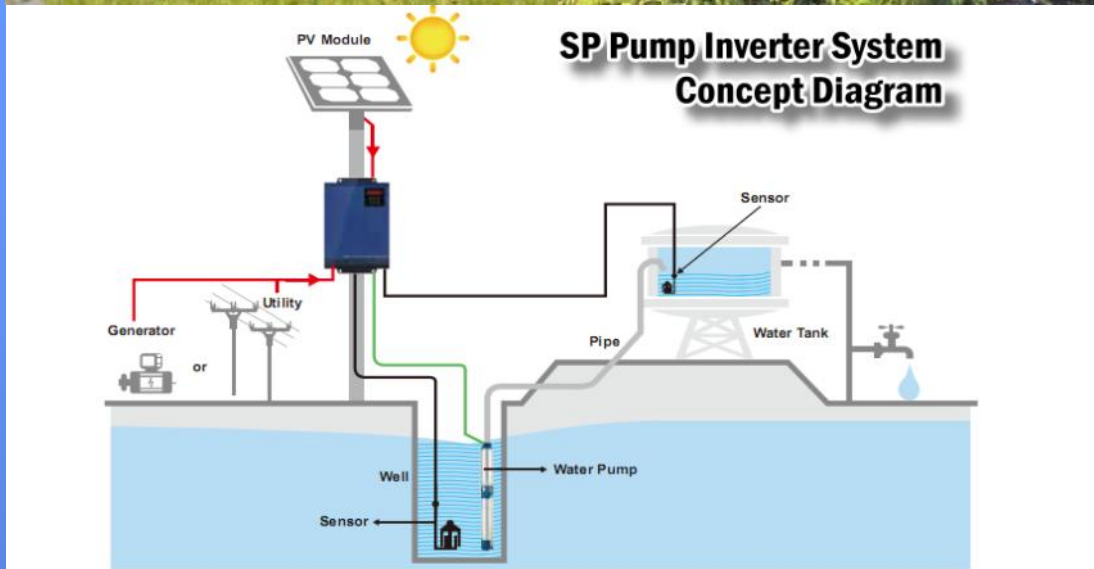 SP Pump Inverter System
Concept Diagram
PV Module
Sensor
Utility
Generator
or
Pipe
Water Tank
Well
Water Pump
Sensor